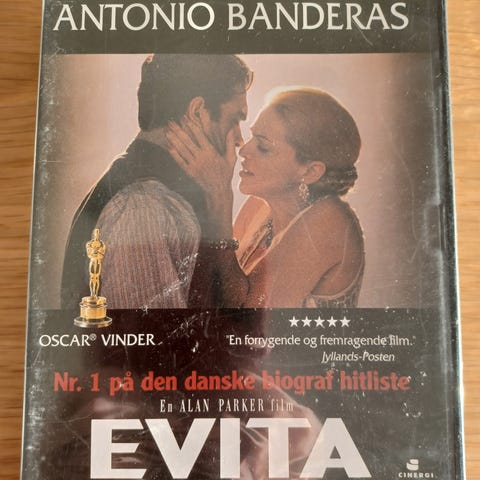 ANTONIO BANDERAS
★★★★★
OSCAR® VINDER
"En forrygende og fremragende film.
Jyllands-Posten
Nr. 1 på den danske biograf hitliste
En ALAN PARKER film
EVITA
CINERGI